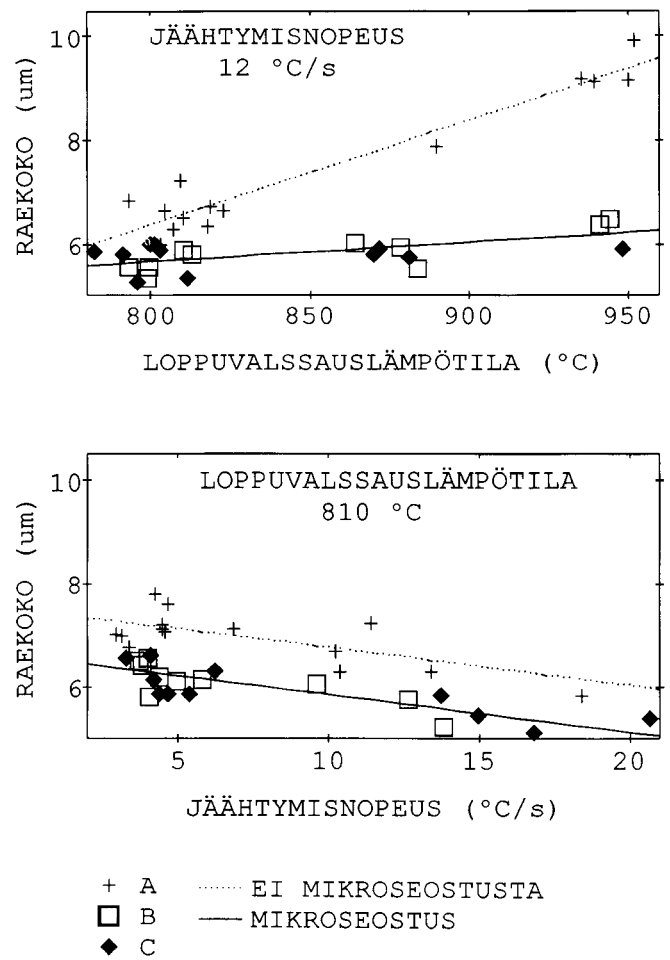 JÄÄHTYMISNOPEUS
12 °C/s
RAEKOKO (um)
10
8
6
800 850 900 950
LOPPUVALSSAUSLÄMPÖTILA (°C)
LOPPUVALSSAUSLÄMPÖTILA
810 °C
RAEKOKO (um)
10
8
6
5 10 15 20
JÄÄHTYMISNOPEUS (°C/s)
A EI MIKROSEOSTUSTA
B MIKROSEOSTUS
C